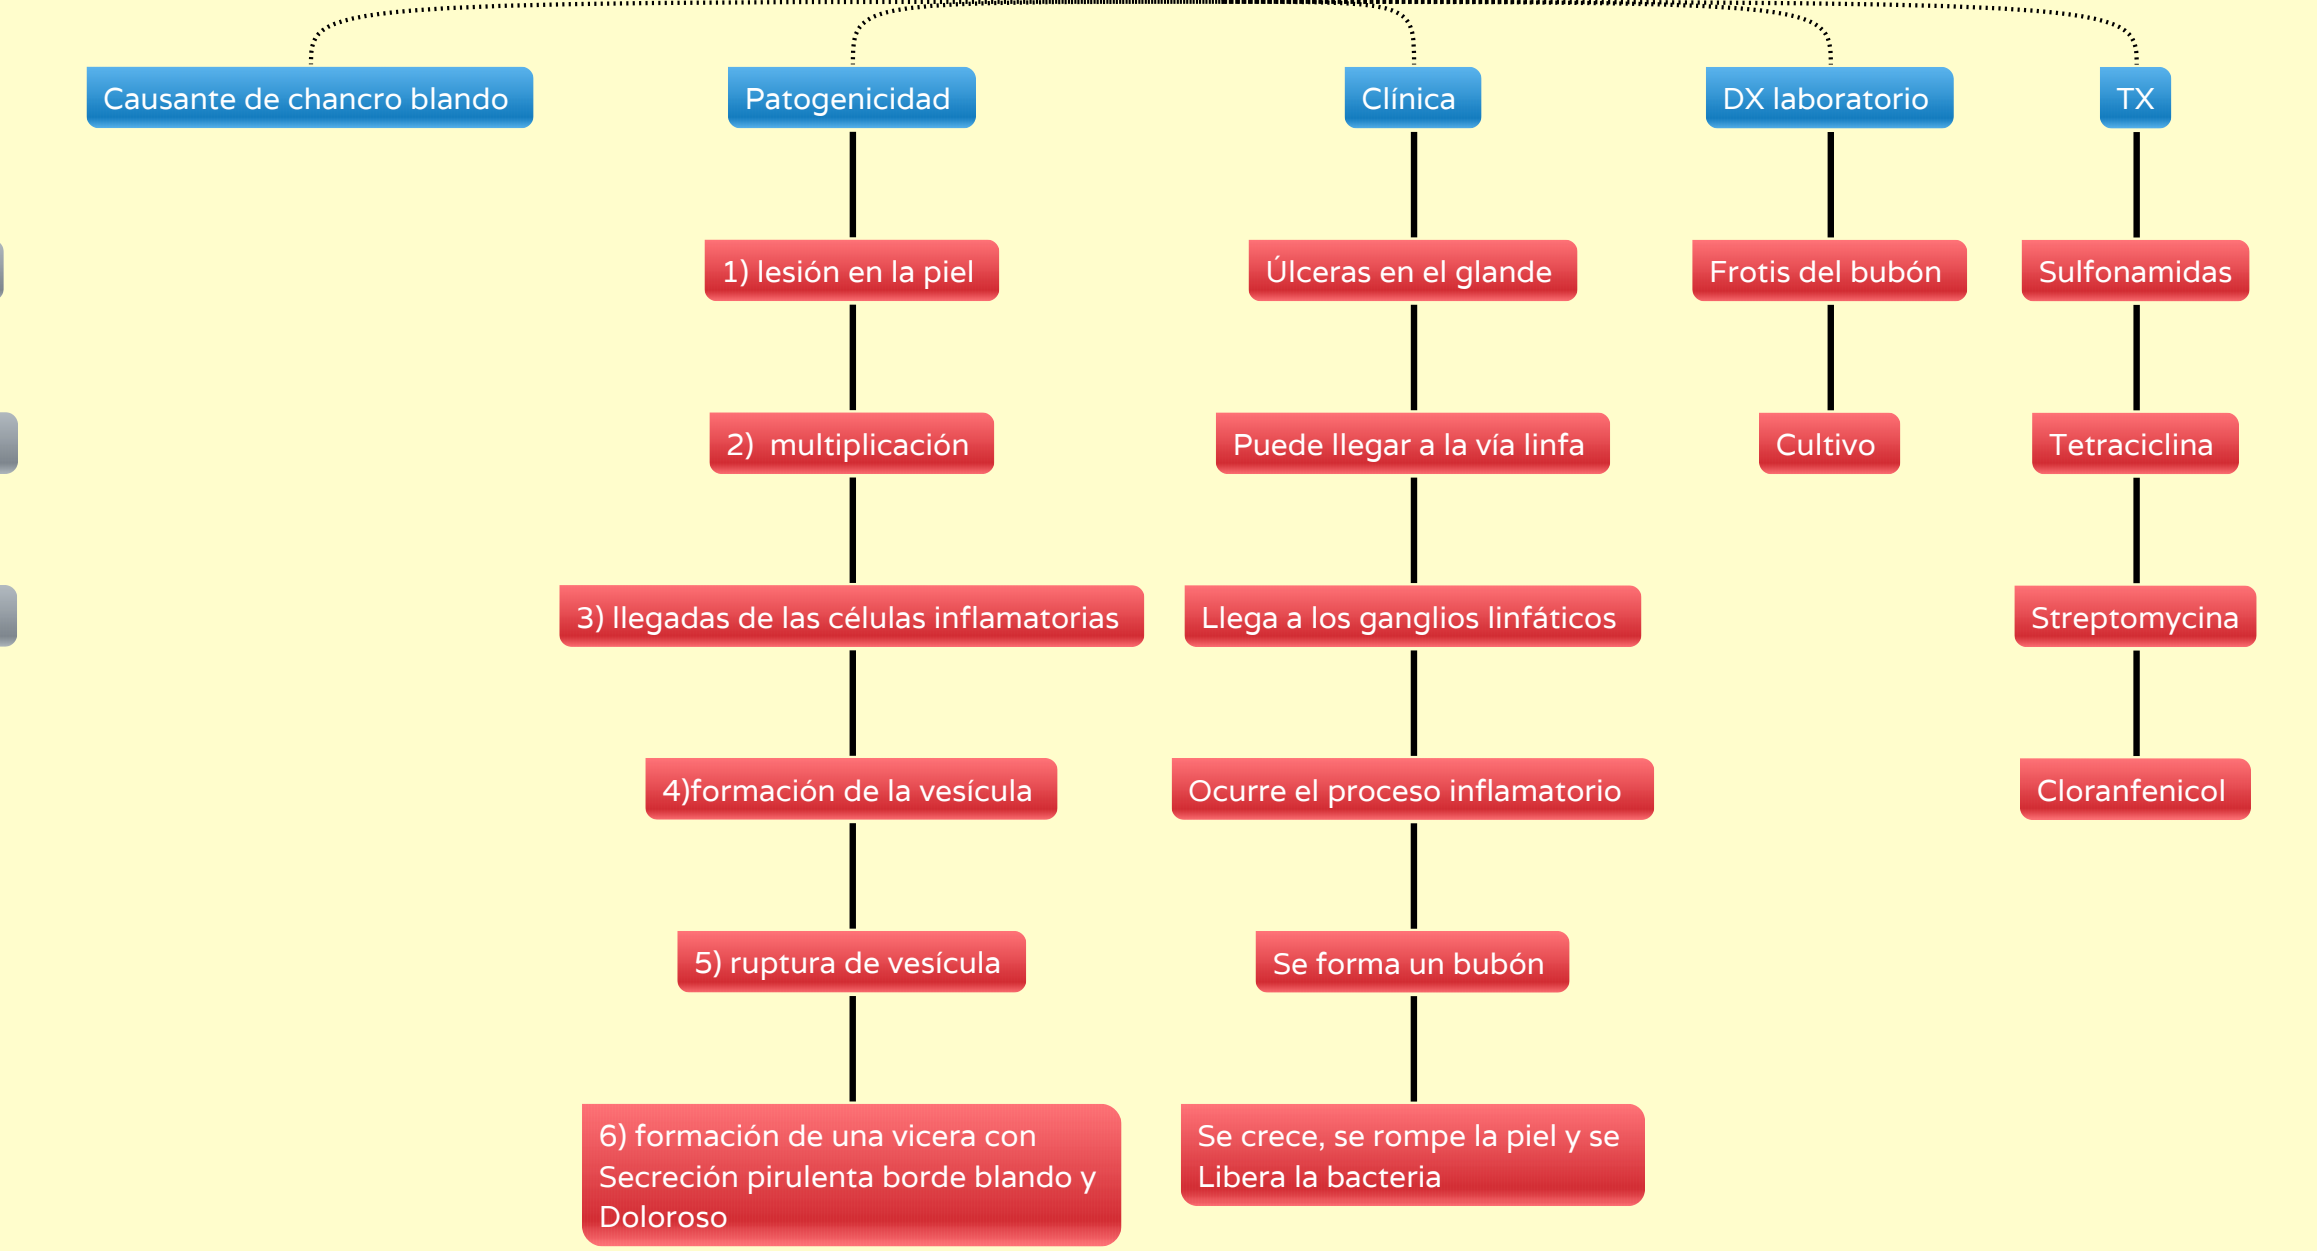 Causante de chancro blando
Patogenicidad
1) lesión en la piel
2) multiplicación
3) llegadas de las células inflamatorias
4)formación de la vesícula
5) ruptura de vesícula
6) formación de una vicera con
Secreción pirulenta borde blando y
Doloroso
Clínica
Úlceras en el glande
Puede llegar a la vía linfa
Llega a los ganglios linfáticos
Ocurre el proceso inflamatorio
Se forma un bubón
Se crece, se rompe la piel y se
Libera la bacteria
DX laboratorio
Frotis del bubón
Cultivo
TX
Sulfonamidas
Tetraciclina
Streptomycina
Cloranfenicol